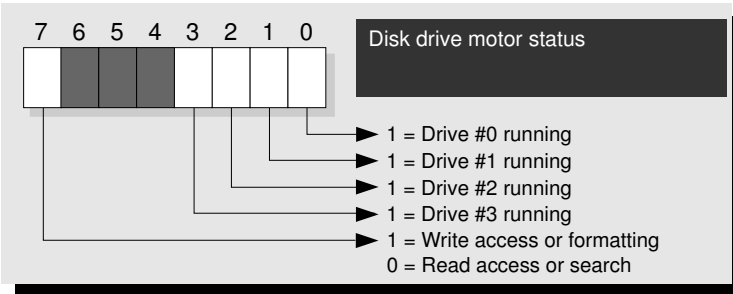 7 6 5 4 3 2 1 0
Disk drive motor status
1 = Drive #0 running
1 = Drive #1 running
1 = Drive #2 running
1 = Drive #3 running
1 = Write access or formatting
0 = Read access or search